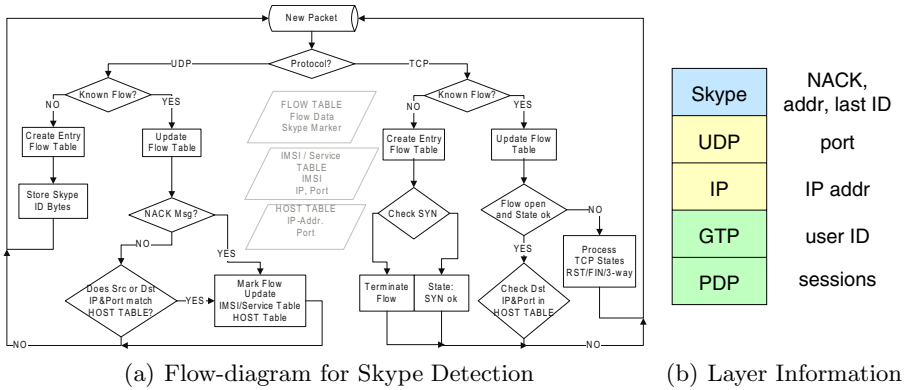 New Packet
UDP
Protocol?
TCP
Known Flow?
NO
YES
Create Entry
Flow Table
Update
Flow Table
Store Skype
ID Bytes
NACK Msg?
NO
YES
Does Src or Dst
IP&Port match
HOST TABLE?
YES
Mark Flow
Update
IMSI/Service Table
HOST Table
NO
FLOW TABLE
Flow Data
Skype Marker
IMSI / Service
TABLE
IMSI
IP, Port
HOST TABLE
IP-Addr.
Port
Known Flow?
NO
YES
Create Entry
Flow Table
Update Flow
Table
Check SYN
Flow open
and State ok
NO
YES
Terminate
Flow
State:
SYN ok
Check Dst
IP&Port in
HOST TABLE
Process
TCP States
RST/FIN/3-way
NO
(a) Flow-diagram for Skype Detection
Skype
NACK,
addr, last ID
UDP
port
IP
IP addr
GTP
user ID
PDP
sessions
(b) Layer Information